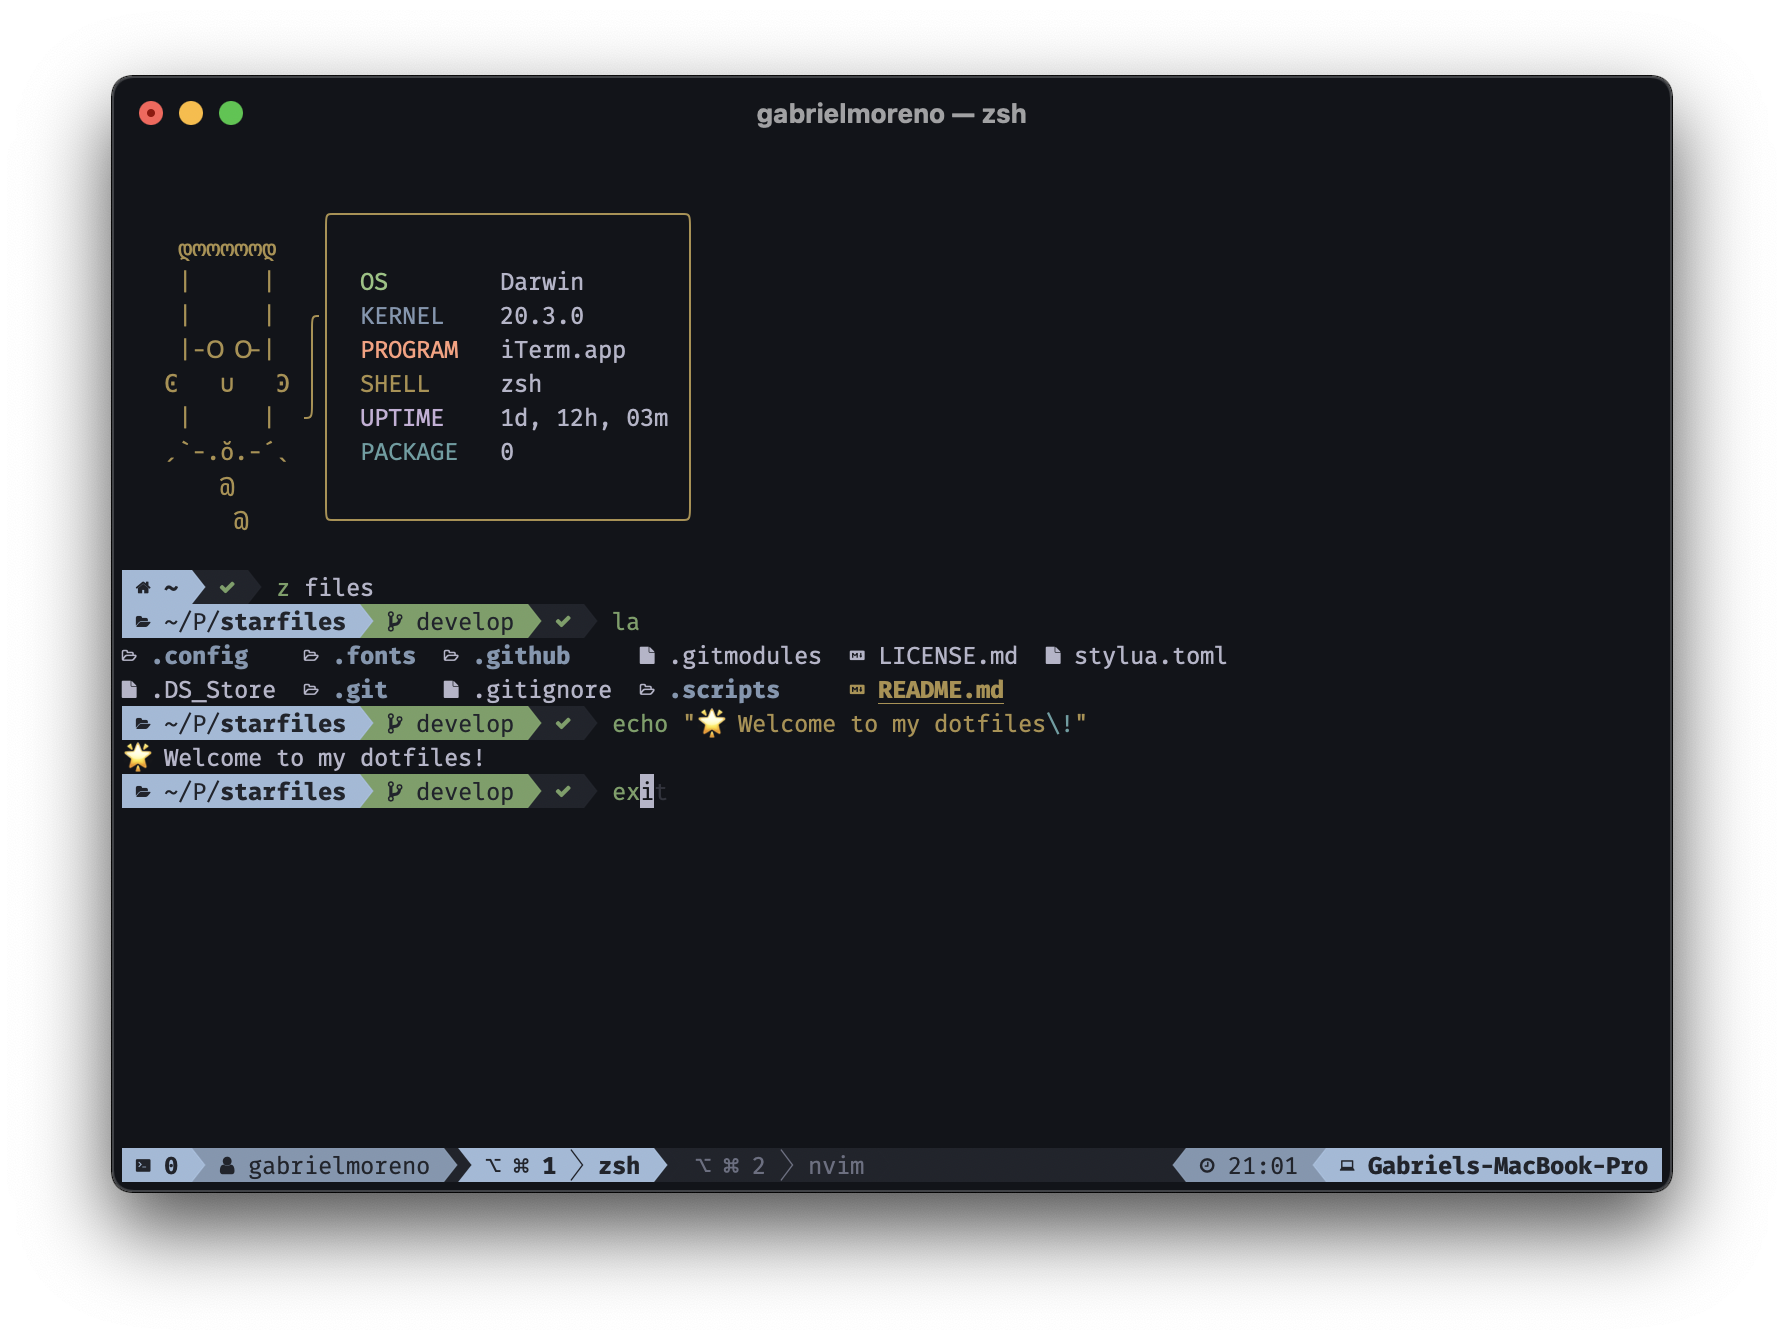 gabrielmoreno — zsh
OS Darwin
KERNEL 20.3.0
PROGRAM iTerm.app
SHELL zsh
UPTIME 1d, 12h, 03m
PACKAGE 0
~ ✔ z files
~/P/starfiles develop ✔ la
.config .fonts .github .gitmodules LICENSE.md stylua.toml
.DS_Store .git .gitignore .scripts README.md
~/P/starfiles develop ✔ echo "🌟 Welcome to my dotfiles\!"
🌟 Welcome to my dotfiles!
~/P/starfiles develop ✔ exit
0 gabrielmoreno ⌥ ⌘ 1 zsh ⌥ ⌘ 2 nvim 21:01 Gabriels-MacBook-Pro